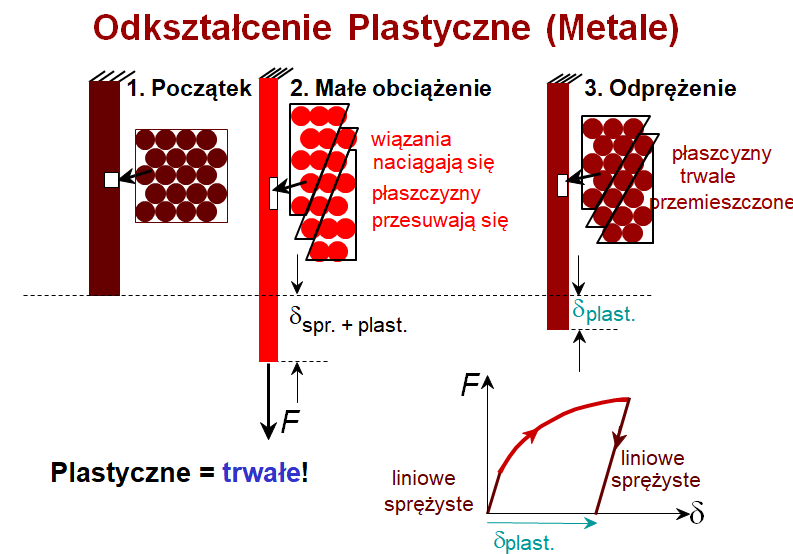 Odkształcenie Plastyczne (Metale)
1. Początek
2. Małe obciążenie
3. Odprężenie
wiązania
naciągają się
płaszczyzny
przesuwają się
płaszcyzny
trwale
przemieszczone
δspr. + plast.
δplast.
F
Plastyczne = trwałe!
F
liniowe
sprężyste
liniowe
sprężyste
δ
δplast.